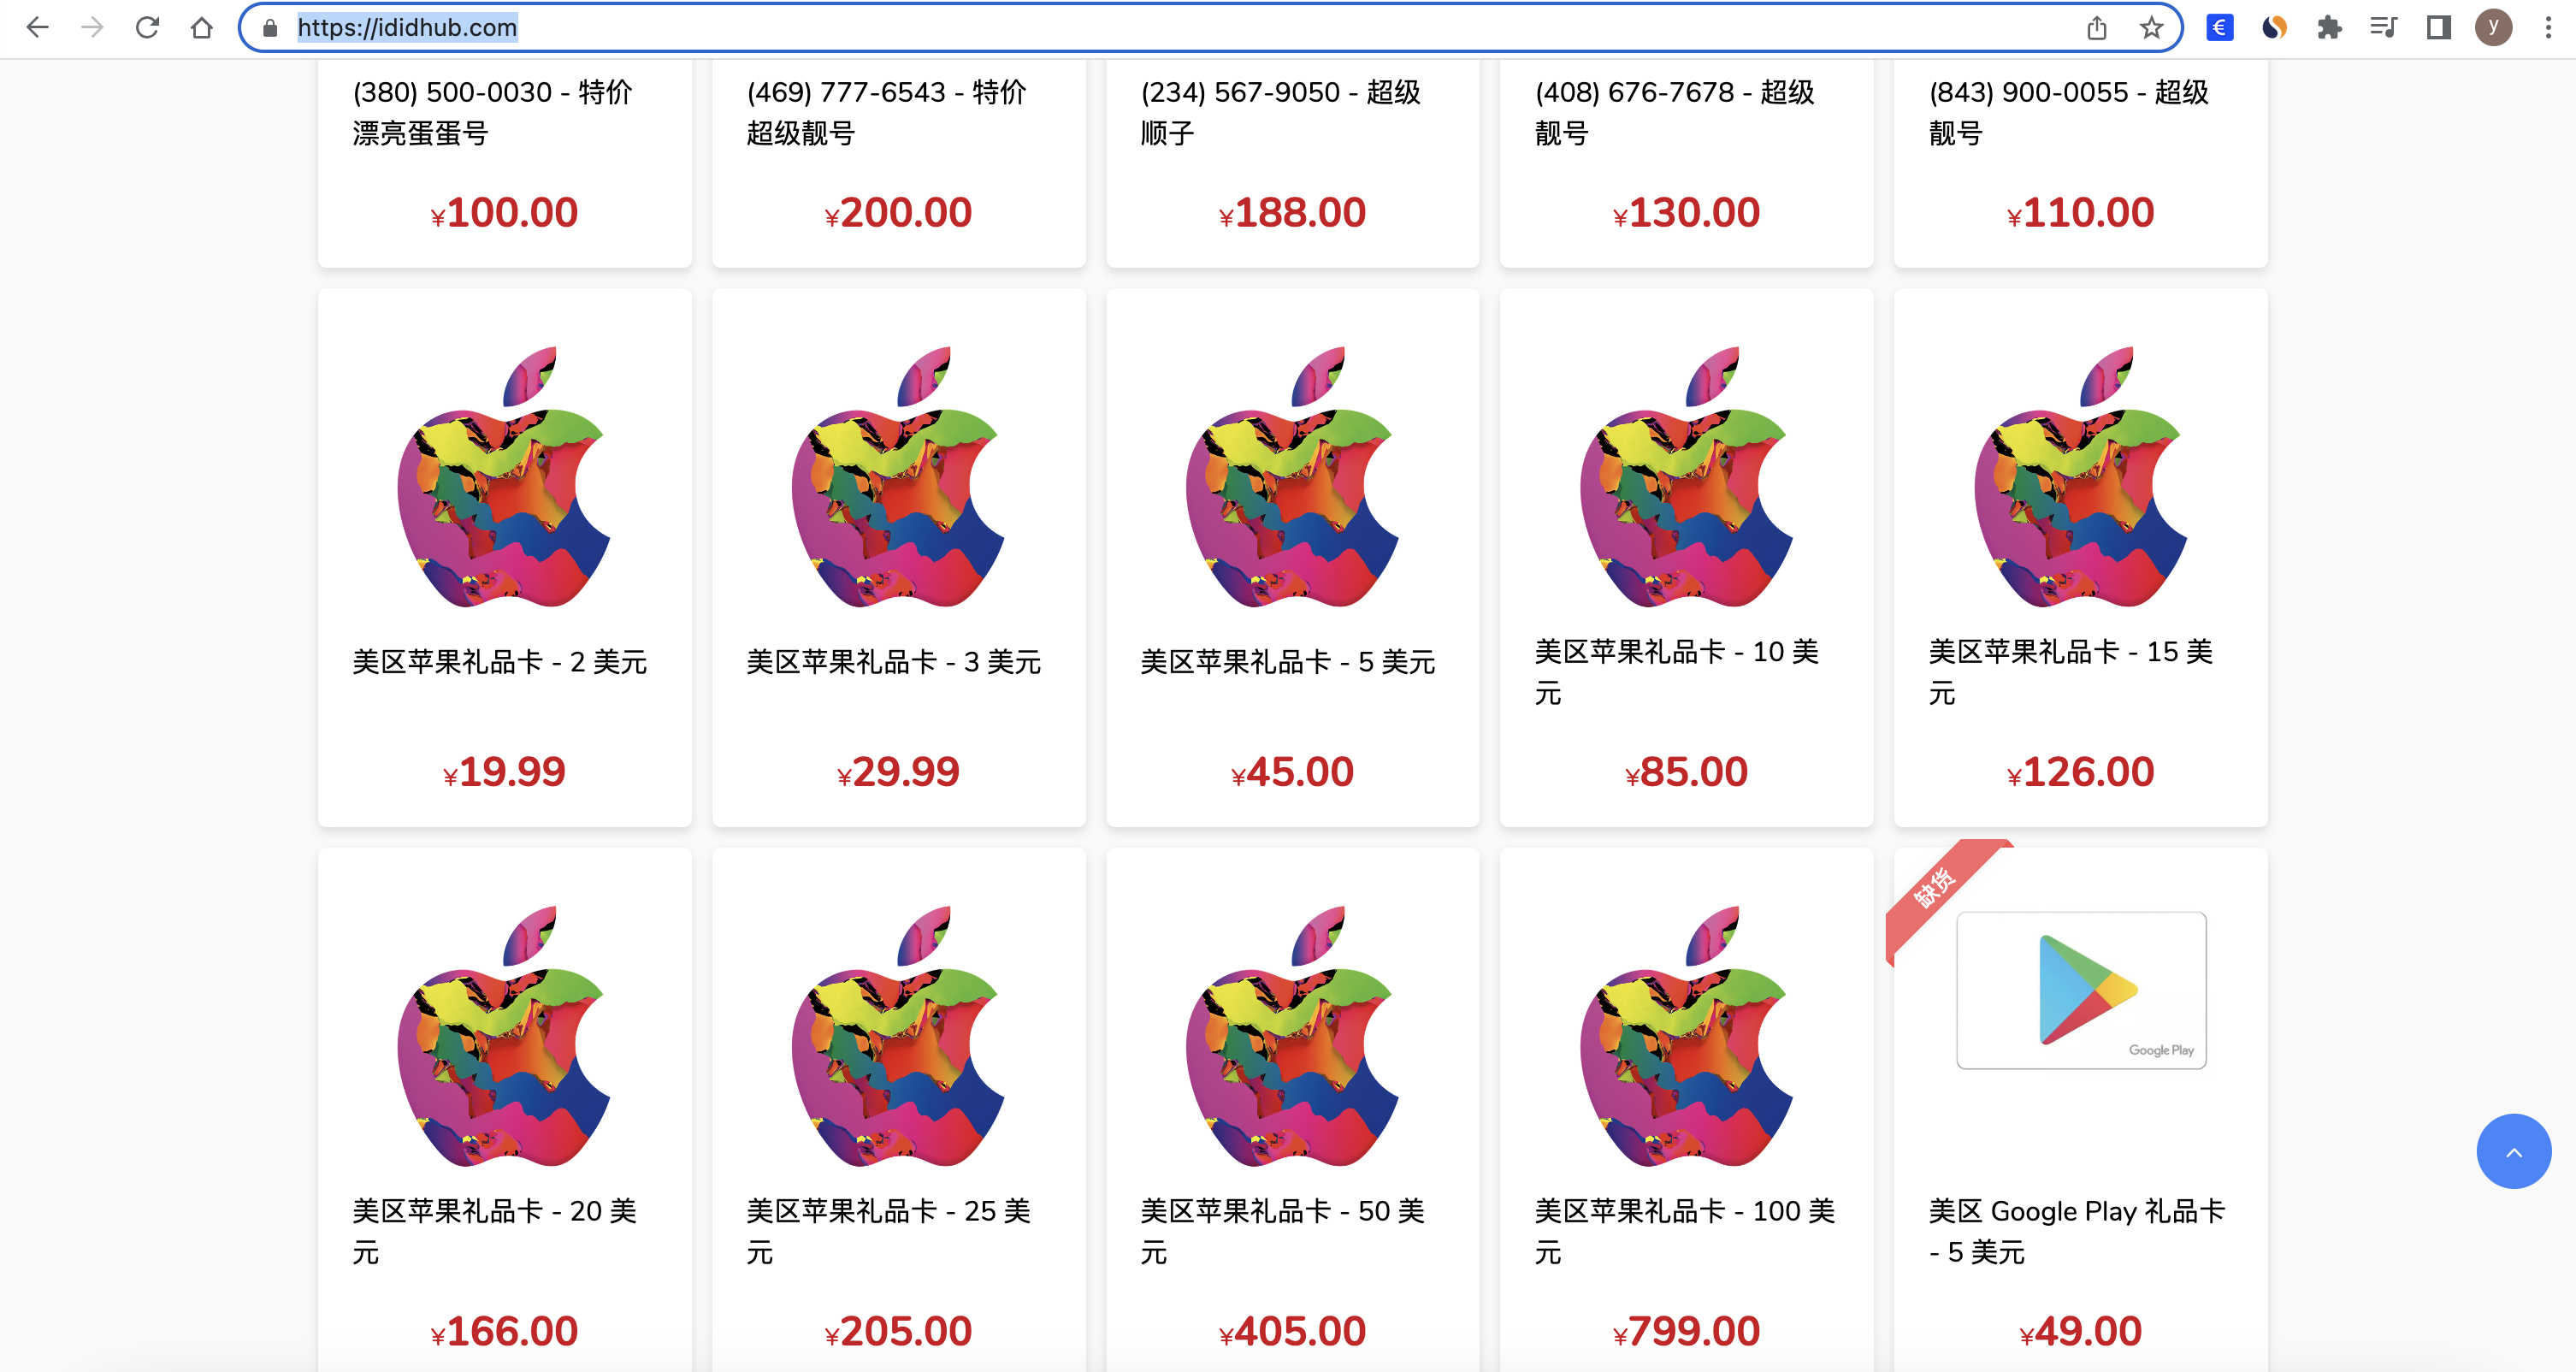 https://ididhub.com
y
(380) 500-0030 - 特价
漂亮蛋蛋号
¥100.00
(469) 777-6543 - 特价
超级靓号
¥200.00
(234) 567-9050 - 超级
顺子
¥188.00
(408) 676-7678 - 超级
靓号
¥130.00
(843) 900-0055 - 超级
靓号
¥110.00
美区苹果礼品卡 - 2 美元
¥19.99
美区苹果礼品卡 - 3 美元
¥29.99
美区苹果礼品卡 - 5 美元
¥45.00
美区苹果礼品卡 - 10 美
元
¥85.00
美区苹果礼品卡 - 15 美
元
¥126.00
美区苹果礼品卡 - 20 美
元
¥166.00
美区苹果礼品卡 - 25 美
元
¥205.00
美区苹果礼品卡 - 50 美
元
¥405.00
美区苹果礼品卡 - 100 美
元
¥799.00
缺货
Google Play
美区 Google Play 礼品卡
- 5 美元
¥49.00